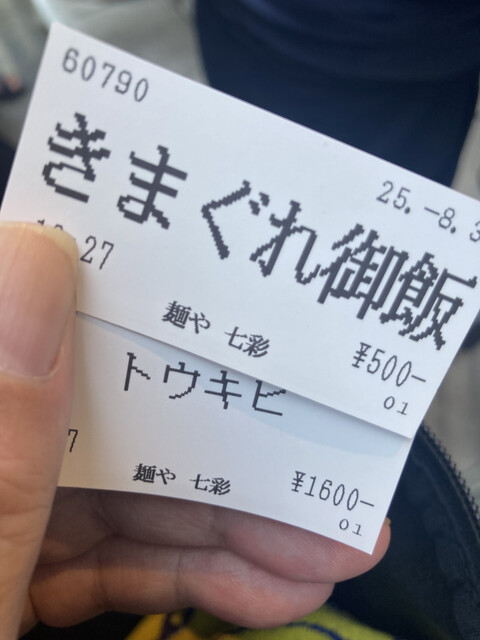 60790
25.-8.3
きまぐれ御飯
:27
麺や 七彩
¥500-
01
トウキビ
7
麺や 七彩
¥1600-
01